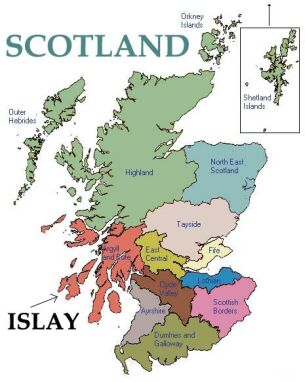 Orkney
Islands
SCOTLAND
Shetland
Islands
Outer
Hebrides
Highland
North East
Scotland
Tayside
Argyll
and Bute
East
Central
Fife
Clyde
Valley
Lothian
ISLAY
Ayrshire
Scottish
Borders
Dumfries and
Galloway